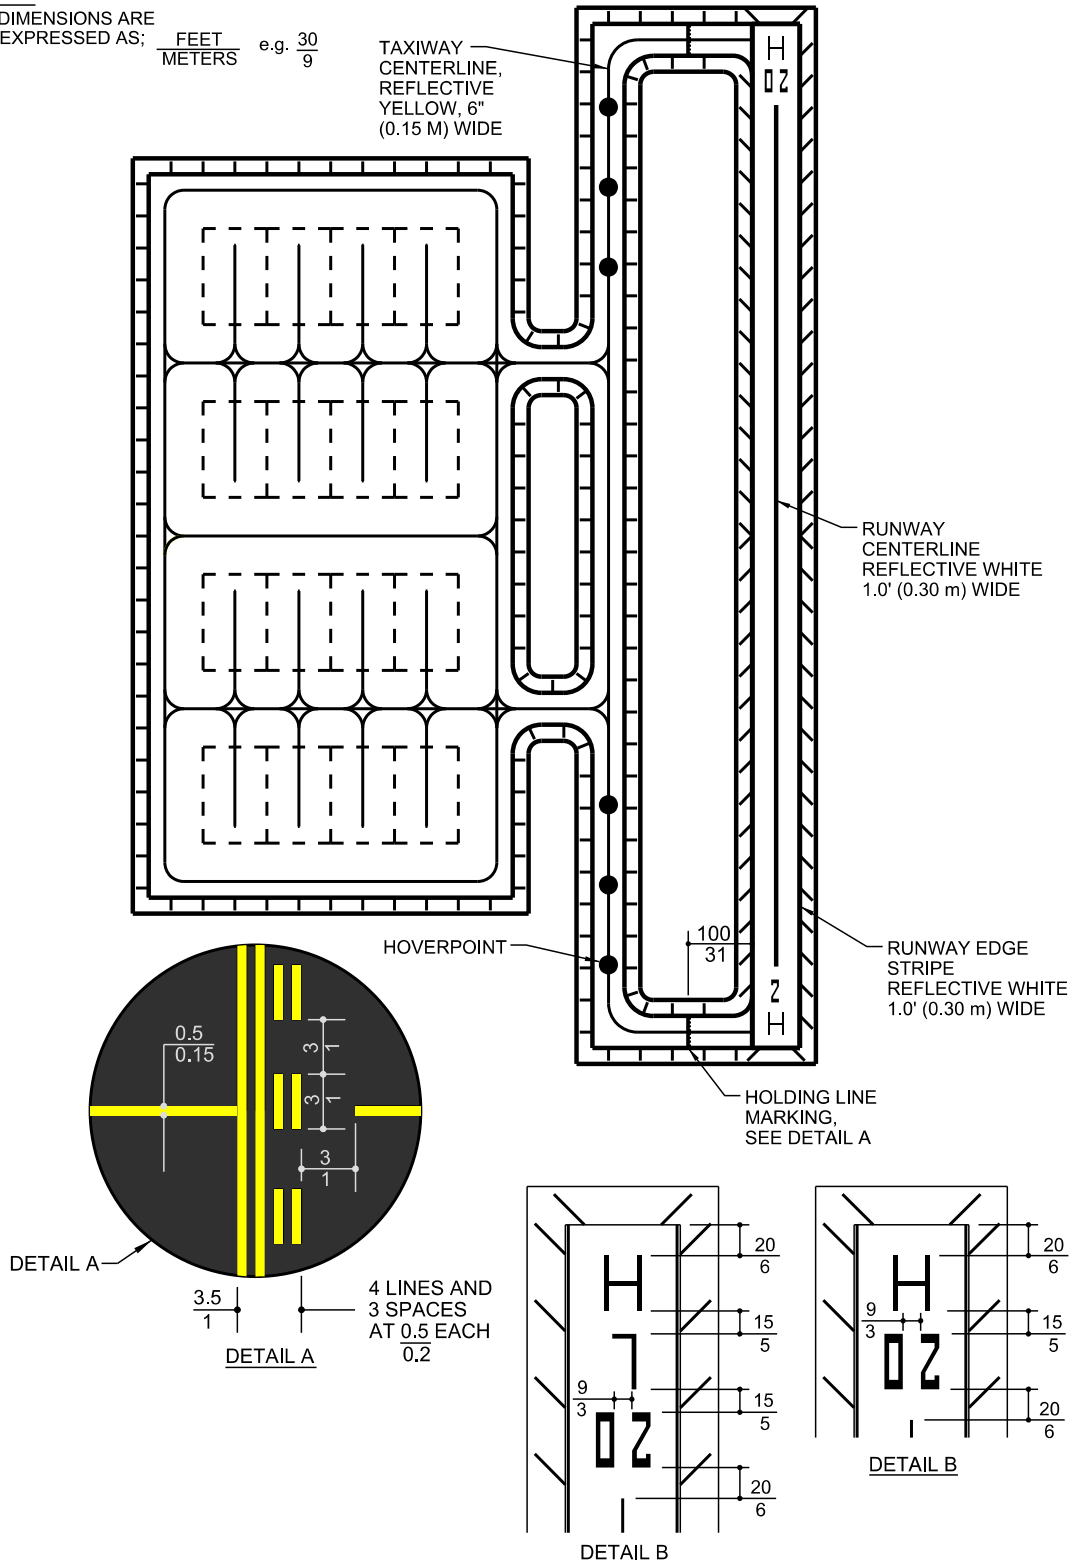 DIMENSIONS ARE
EXPRESSED AS;
FEET
METERS
e.g. 30
9
TAXIWAY
CENTERLINE,
REFLECTIVE
YELLOW, 6"
(0.15 M) WIDE
H
20
RUNWAY
CENTERLINE
REFLECTIVE WHITE
1.0' (0.30 m) WIDE
HOVERPOINT
100
31
RUNWAY EDGE
STRIPE
REFLECTIVE WHITE
1.0' (0.30 m) WIDE
2
H
HOLDING LINE
MARKING,
SEE DETAIL A
0.5
0.15
3
1
3
1
3
1
DETAIL A
3.5
1
4 LINES AND
3 SPACES
AT 0.5 EACH
0.2
DETAIL A
H
L
20
20
6
15
5
9
3
15
5
20
6
DETAIL B
H
20
20
6
9
3
15
5
20
6
DETAIL B